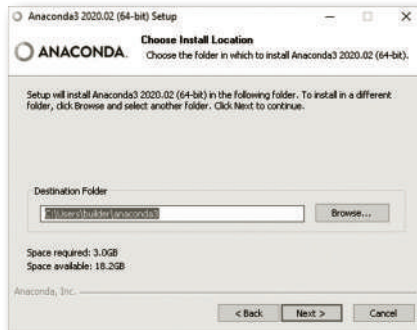 Anaconda3 2020.02 (64-bit) Setup
ANACONDA.
Choose Install Location
Choose the folder in which to install Anaconda3 2020.02 (64-bit).
Setup will install Anaconda3 2020.02 (64-bit) in the following folder. To install in a different
folder, click Browse and select another folder. Click Next to continue.
Destination Folder
C:\Users\builder\anaconda3
Browse...
Space required: 3.0GB
Space available: 18.2GB
Anaconda, Inc.
< Back
Next >
Cancel